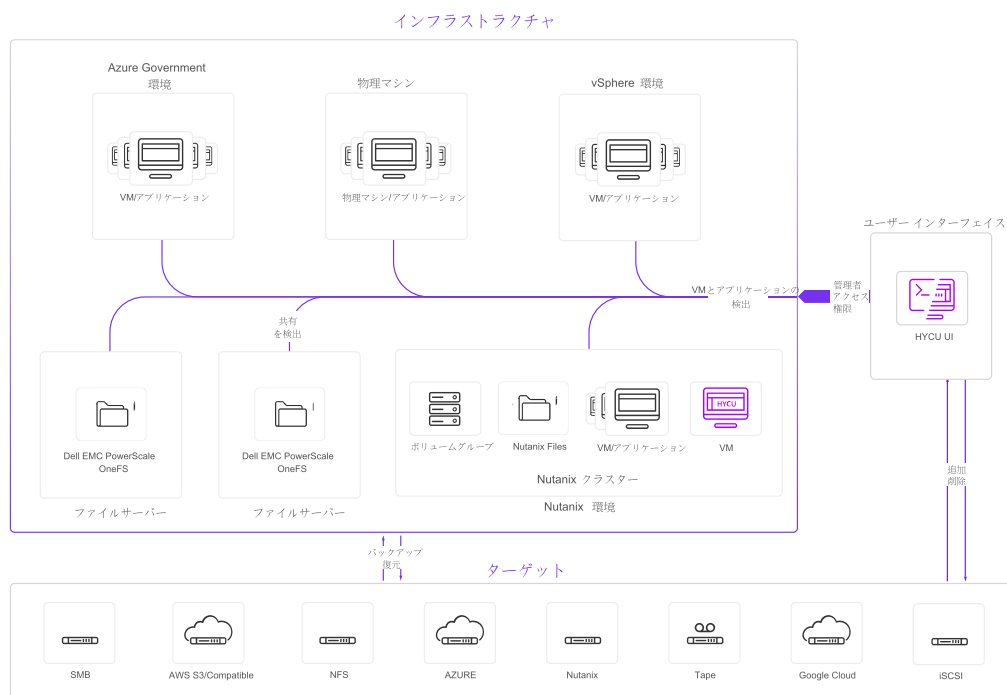 インフラストラクチャ
Azure Government
環境
物理マシン
vSphere 環境
VM/アプリケーション
物理マシン/アプリケーション
VM/アプリケーション
ユーザー インターフェイス
VMとアプリケーションの
検出
管理者
アクセス
権限
HYCU UI
共有
を検出
HYCU
ボリュームグループ
Nutanix Files
VM/アプリケーション
VM
Dell EMC PowerScale
OneFS
Dell EMC PowerScale
OneFS
Nutanix クラスター
ファイルサーバー
ファイルサーバー
Nutanix 環境
追加
削除
バックアップ
復元
ターゲット
SMB
AWS S3/Compatible
NFS
AZURE
Nutanix
Tape
Google Cloud
iSCSI